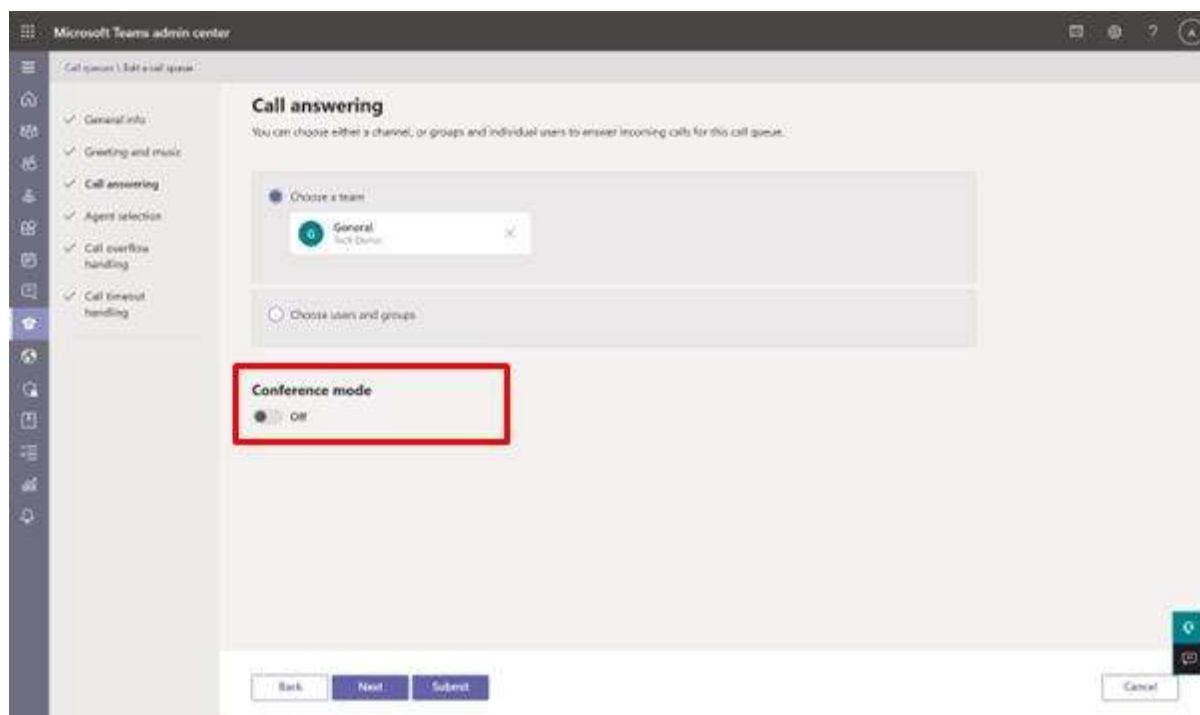 Microsoft Teams admin center
?
A
Call queues \ Edit a call queue
General info
Greeting and music
Call answering
Agent selection
Call overflow
handling
Call timeout
handling
Call answering
You can choose either a channel, or groups and individual users to answer incoming calls for this call queue.
Choose a team
G
General
Tech Demo
Choose users and groups
Conference mode
Off
Back
Next
Submit
Cancel